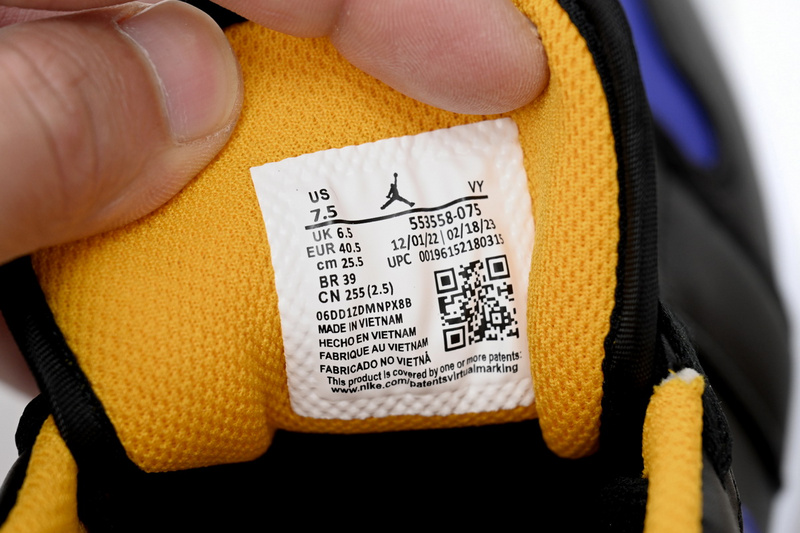 US VY
7.5
UK 6.5 553558-075
EUR 40.5 12/01/22 | 02/18/23
cm 25.5 UPC 00196152180315
BR 39
CN 255 (2.5)
06DD1ZDMNPX8B
MADE IN VIETNAM
HECHO EN VIETNAM
FABRIQUE AU VIETNAM
FABRICADO NO VIETNÃ
This product is covered by one or more patents:
www.nike.com/patentsvirtualmarking